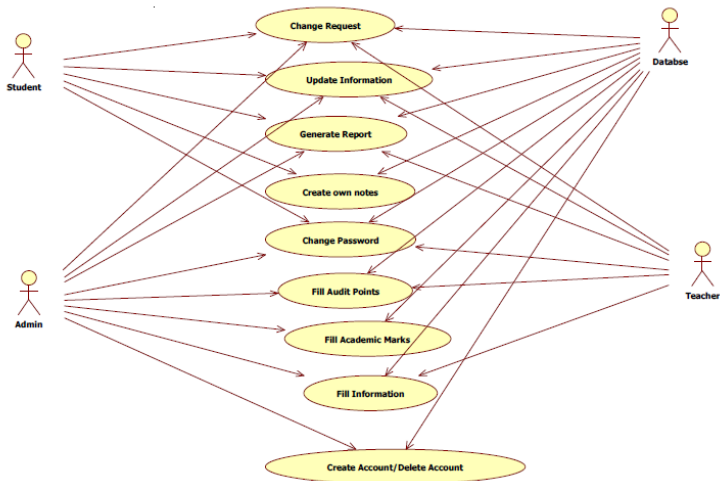 Change Request
Student
Databse
Update Information
Generate Report
Create own notes
Change Password
Admin
Teacher
Fill Audit Points
Fill Academic Marks
Fill Information
Create Account/Delete Account